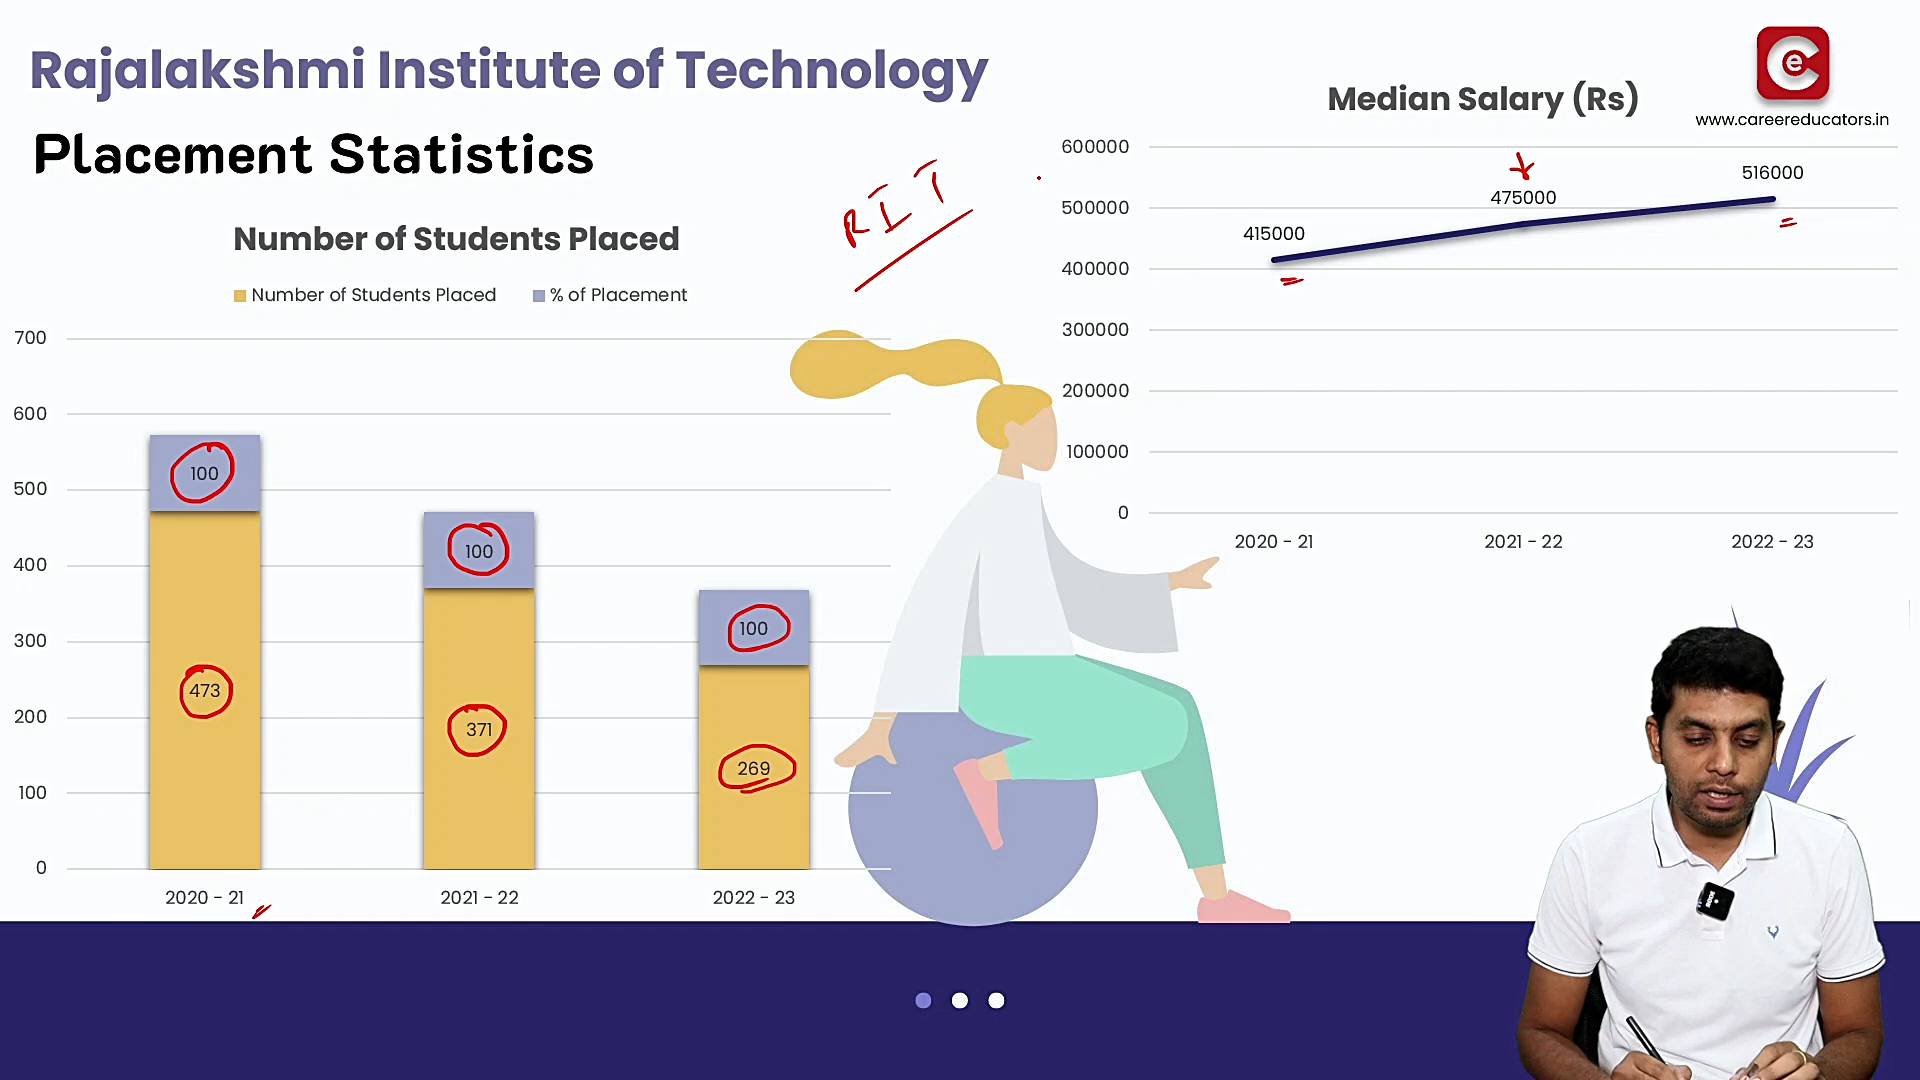 Rajalakshmi Institute of Technology
Placement Statistics
Number of Students Placed
Number of Students Placed
% of Placement
700
600
500
400
300
200
100
0
100
473
100
371
100
269
2020 - 21
2021 - 22
2022 - 23
RIT
Median Salary (Rs)
e
www.careereducators.in
600000
500000
400000
300000
200000
100000
0
415000
475000
516000
2020 - 21
2021 - 22
2022 - 23